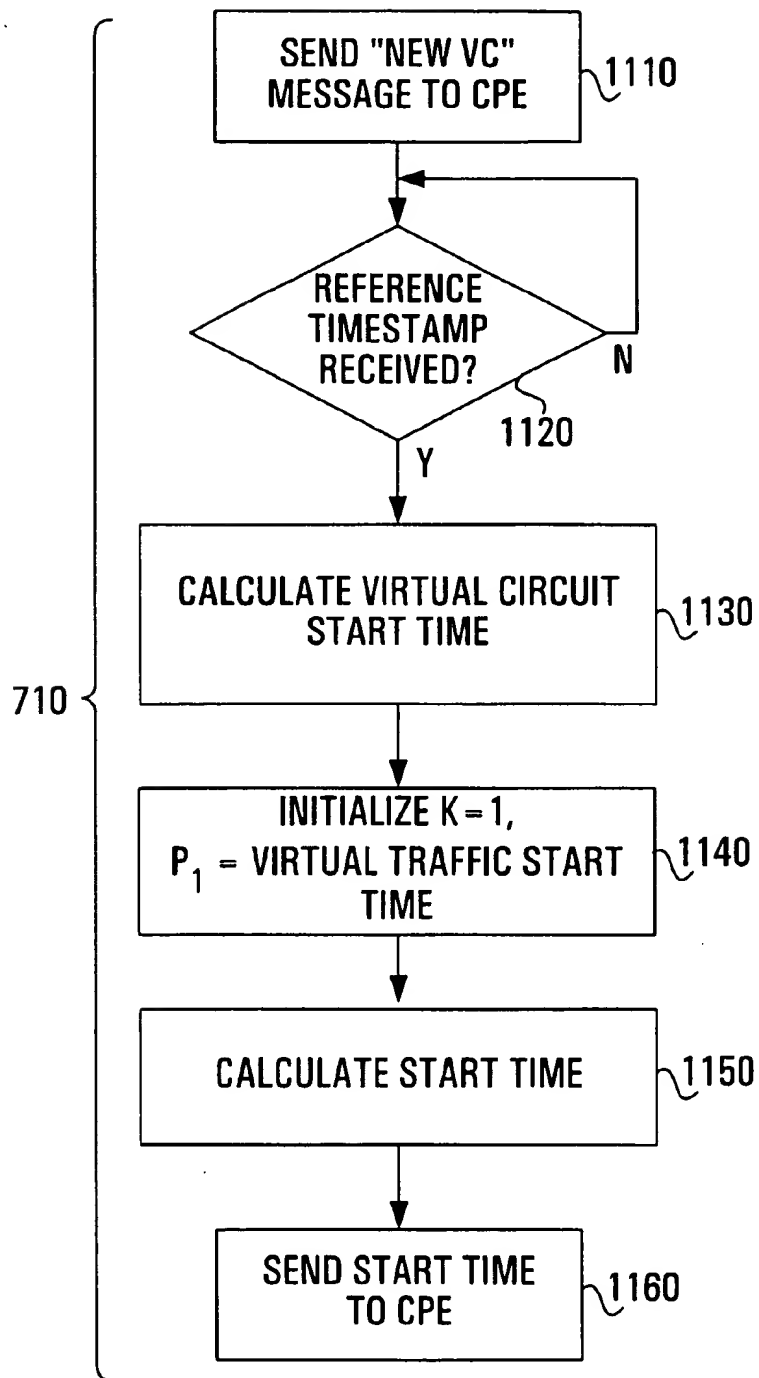 SEND "NEW VC"
MESSAGE TO CPE
1110
REFERENCE
TIMESTAMP
RECEIVED?
N
1120
Y
CALCULATE VIRTUAL CIRCUIT
START TIME
1130
710
INITIALIZE K = 1,
P1 = VIRTUAL TRAFFIC START
TIME
1140
CALCULATE START TIME
1150
SEND START TIME
TO CPE
1160